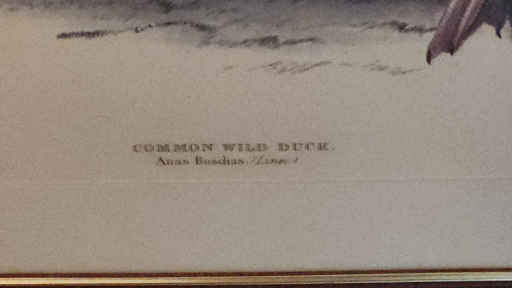 COMMON WILD DUCK.
Anas Boschas.